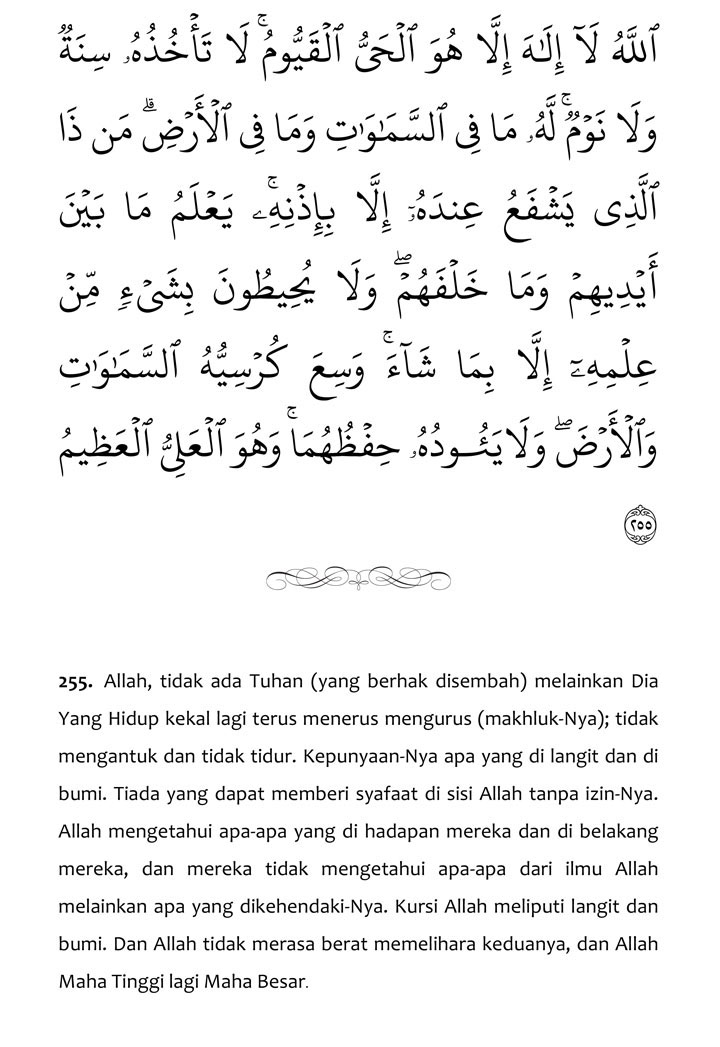 ٱللَّهُ لَآ إِلَـٰهَ إِلَّا هُوَ ٱلۡحَىُّ ٱلۡقَيُّومُۚ لَا تَأۡخُذُهُۥ سِنَةٌ
وَلَا نَوۡمٌۚ لَّهُۥ مَا فِى ٱلسَّمَـٰوَٲتِ وَمَا فِى ٱلۡأَرۡضِۗ مَن ذَا
ٱلَّذِى يَشۡفَعُ عِندَهُۥۤ إِلَّا بِإِذۡنِهِۦۚ يَعۡلَمُ مَا بَيۡنَ
أَيۡدِيهِمۡ وَمَا خَلۡفَهُمۡۖ وَلَا يُحِيطُونَ بِشَىۡءٍ مِّنۡ
عِلۡمِهِۦۤ إِلَّا بِمَا شَآءَۚ وَسِعَ كُرۡسِيُّهُ ٱلسَّمَـٰوَٲتِ
وَٱلۡأَرۡضَۖ وَلَا يَـُٔودُهُۥ حِفۡظُهُمَاۚ وَهُوَ ٱلۡعَلِىُّ ٱلۡعَظِيمُ
٢٥٥
255. Allah, tidak ada Tuhan (yang berhak disembah) melainkan Dia
Yang Hidup kekal lagi terus menerus mengurus (makhluk-Nya); tidak
mengantuk dan tidak tidur. Kepunyaan-Nya apa yang di langit dan di
bumi. Tiada yang dapat memberi syafaat di sisi Allah tanpa izin-Nya.
Allah mengetahui apa-apa yang di hadapan mereka dan di belakang
mereka, dan mereka tidak mengetahui apa-apa dari ilmu Allah
melainkan apa yang dikehendaki-Nya. Kursi Allah meliputi langit dan
bumi. Dan Allah tidak merasa berat memelihara keduanya, dan Allah
Maha Tinggi lagi Maha Besar.